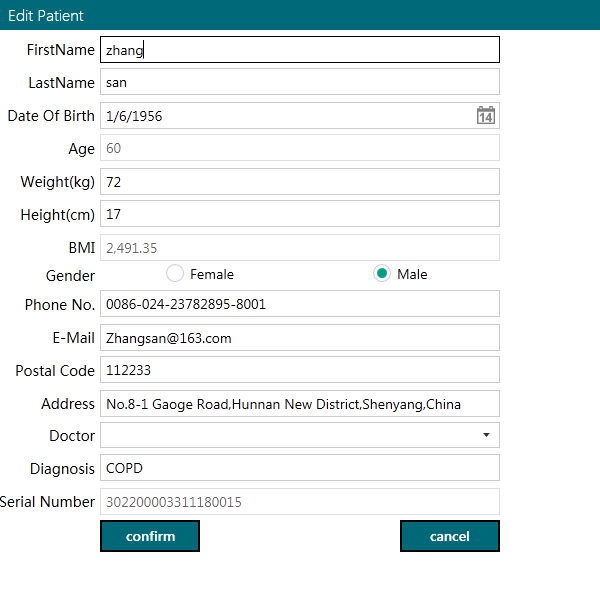 Edit Patient
FirstName zhang
LastName san
Date Of Birth 1/6/1956 14
Age 60
Weight(kg) 72
Height(cm) 17
BMI 2,491.35
Gender Female Male
Phone No. 0086-024-23782895-8001
E-Mail Zhangsan@163.com
Postal Code 112233
Address No.8-1 Gaoge Road,Hunnan New District,Shenyang,China
Doctor
Diagnosis COPD
Serial Number 302200003311180015
confirm cancel